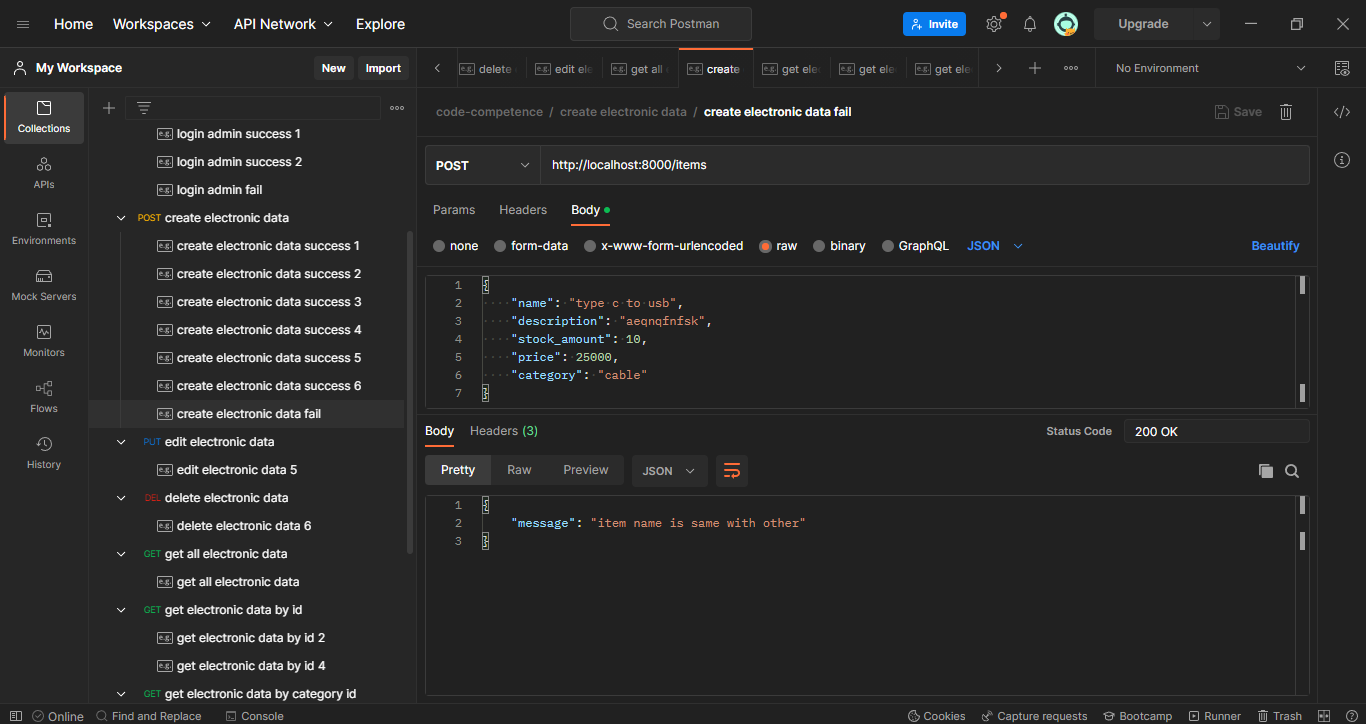 Home Workspaces API Network Explore Search Postman Invite Upgrade
My Workspace New Import
delete edit ele get all create get ele get ele get ele No Environment
Collections
APIs
Environments
Mock Servers
Monitors
Flows
History
e.g. login admin success 1
e.g. login admin success 2
e.g. login admin fail
POST create electronic data
e.g. create electronic data success 1
e.g. create electronic data success 2
e.g. create electronic data success 3
e.g. create electronic data success 4
e.g. create electronic data success 5
e.g. create electronic data success 6
e.g. create electronic data fail
PUT edit electronic data
e.g. edit electronic data 5
DEL delete electronic data
e.g. delete electronic data 6
GET get all electronic data
e.g. get all electronic data
GET get electronic data by id
e.g. get electronic data by id 2
e.g. get electronic data by id 4
GET get electronic data by category id
code-competence / create electronic data / create electronic data fail Save
POST http://localhost:8000/items
Params Headers Body
none form-data x-www-form-urlencoded raw binary GraphQL JSON Beautify
1 {
2 "name": "type c to usb",
3 "description": "aeqnqfnfsk",
4 "stock_amount": 10,
5 "price": 25000,
6 "category": "cable"
7 }
Body Headers (3) Status Code 200 OK
Pretty Raw Preview JSON
1 {
2 "message": "item name is same with other"
3 }
Online Find and Replace Console Cookies Capture requests Bootcamp Runner Trash